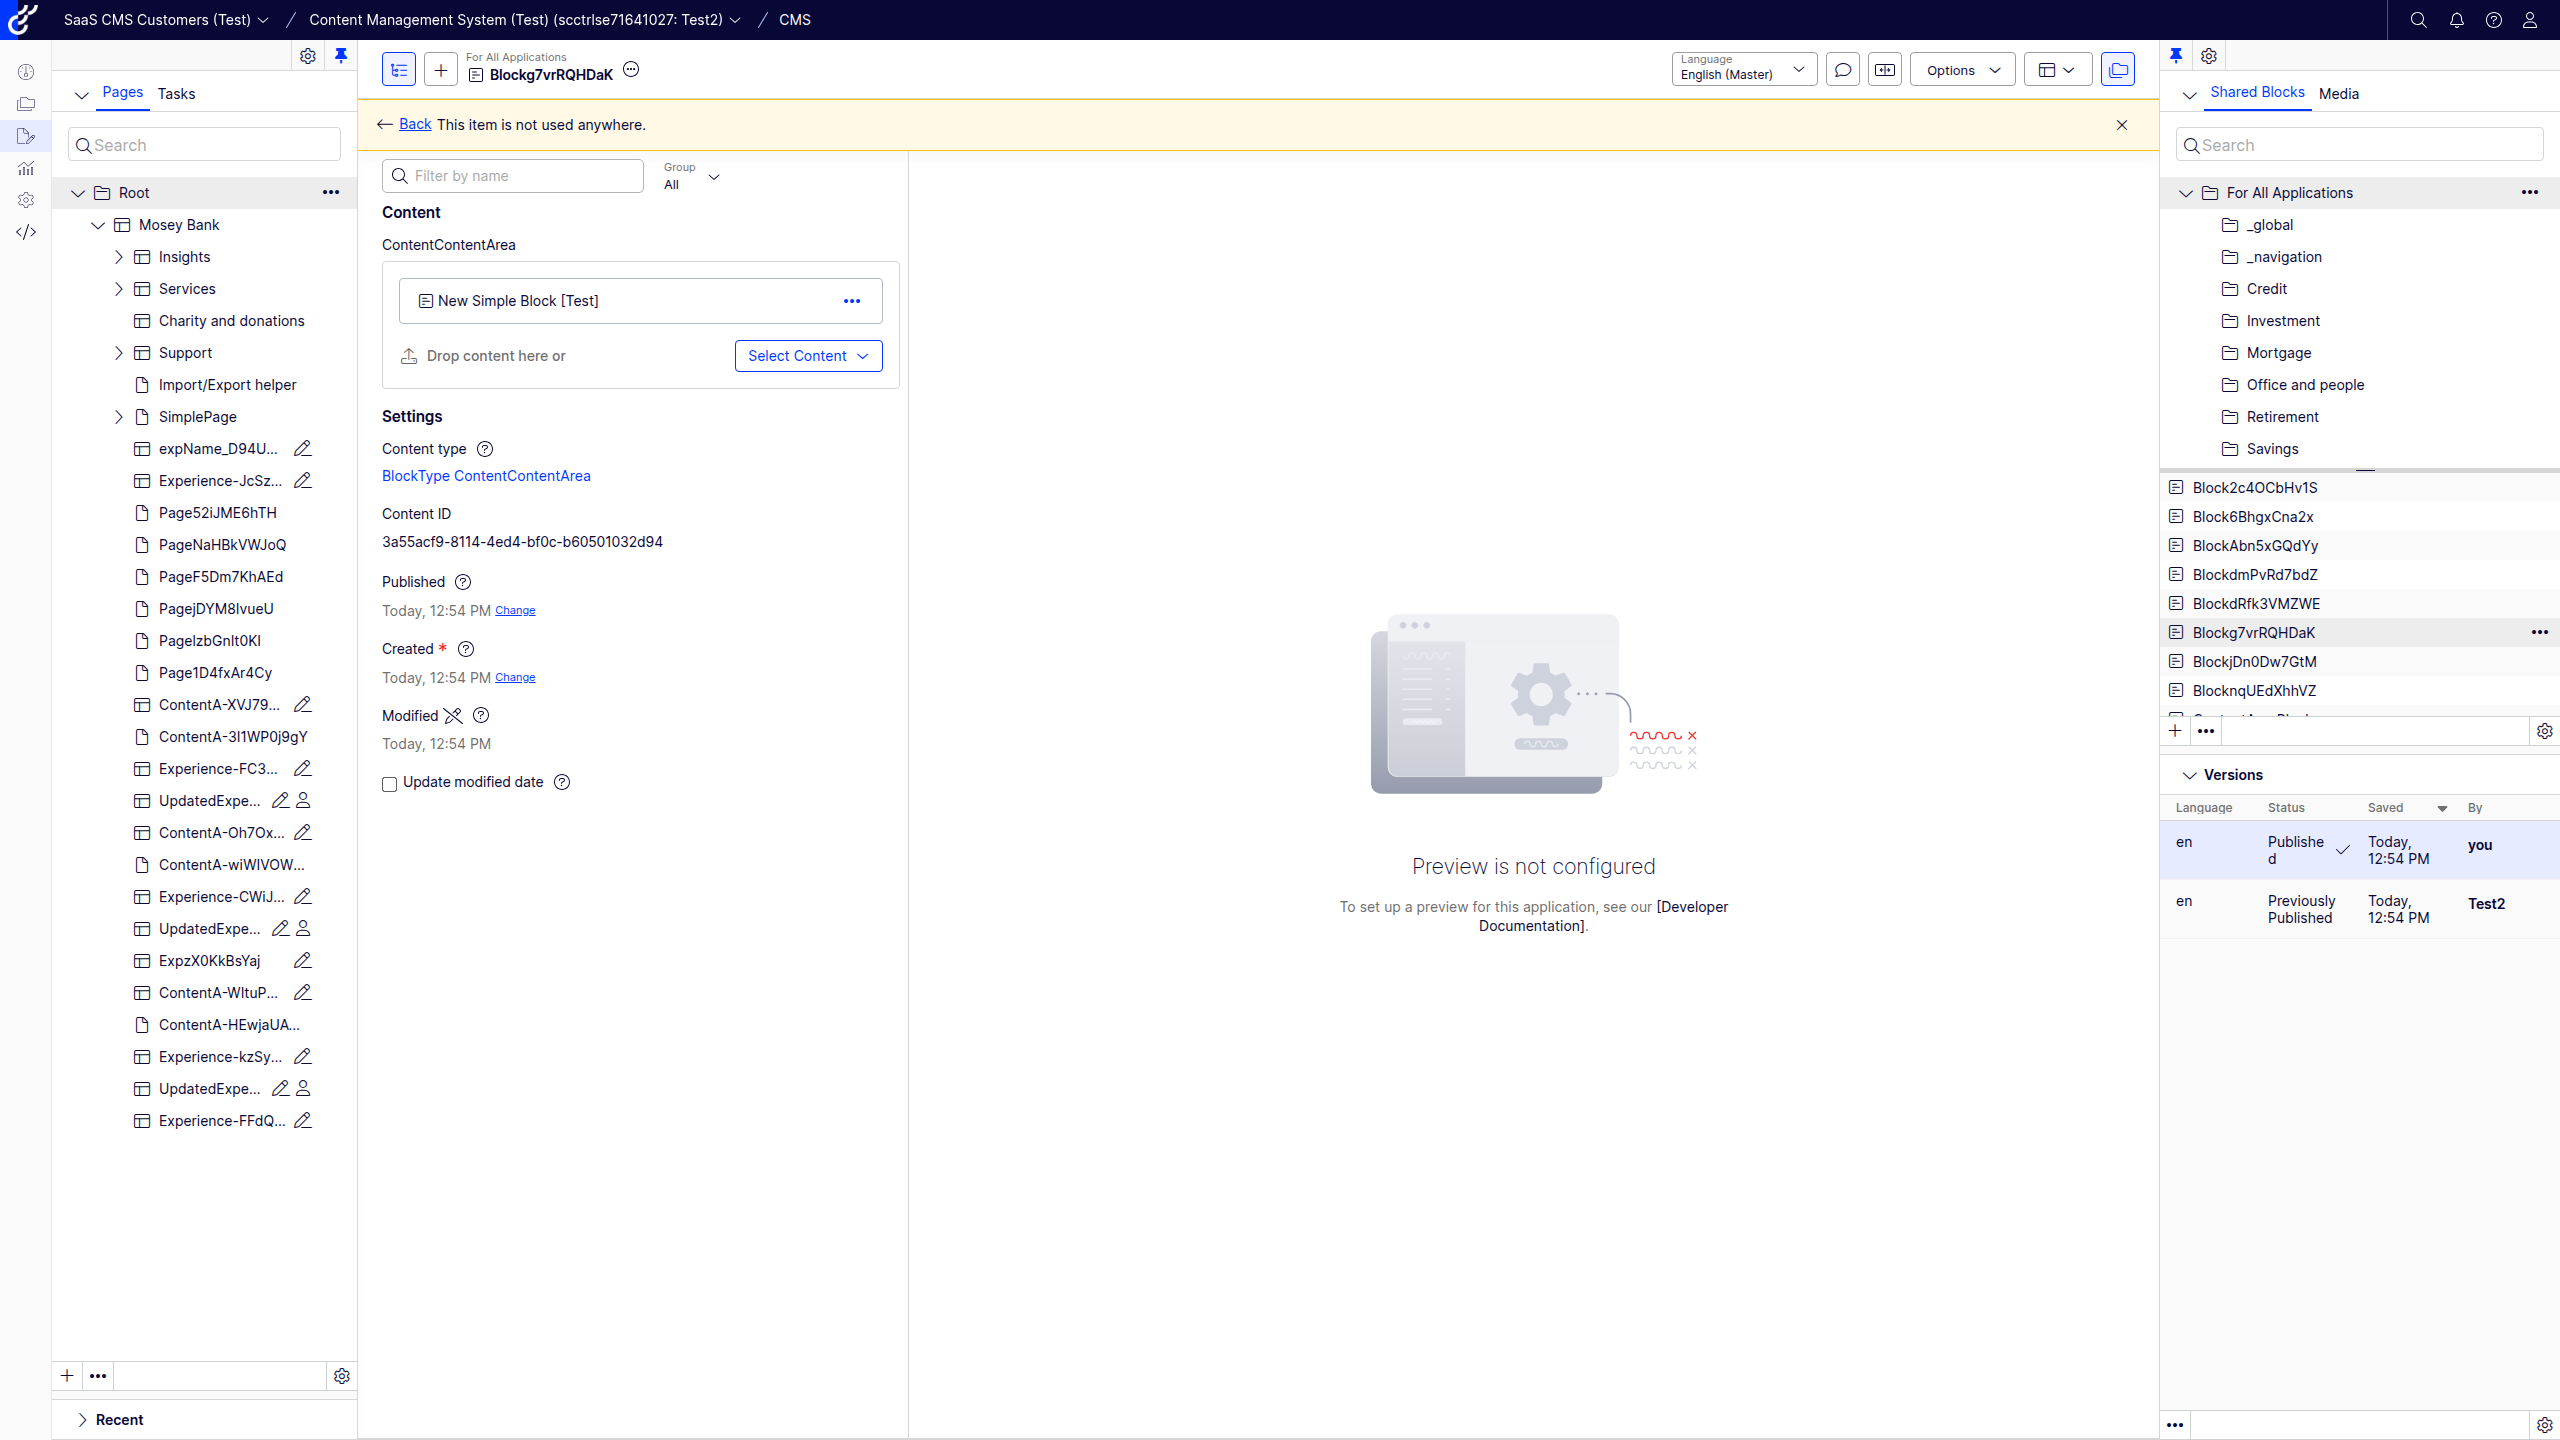 SaaS CMS Customers (Test)
Content Management System (Test) (scctrlse71641027: Test2)
CMS
Pages
Tasks
Search
Root
Mosey Bank
Insights
Services
Charity and donations
Support
Import/Export helper
SimplePage
expName_D94U...
Experience-JcSz...
Page52iJME6hTH
PageNaHBkVWJoQ
PageF5Dm7KhAEd
PagejDYM8IvueU
ContentA-XVJ79...
Experience-FC3...
UpdatedExpe...
ContentA-Oh7Ox...
ContentA-wiWIVOW...
Experience-CWiJ...
UpdatedExpe...
ExpzX0KkBsYaj
ContentA-HEwjaUA...
Experience-kzSy...
UpdatedExpe...
Experience-FFdQ...
Recent
For All Applications
Blockg7vrRQHDaK
Language
English (Master)
Options
Back This item is not used anywhere.
Filter by name
Group
All
Content
ContentContentArea
New Simple Block [Test]
Drop content here or
Select Content
Settings
Content type
BlockType ContentContentArea
Content ID
3a55acf9-8114-4ed4-bf0c-b60501032d94
Published
Today, 12:54 PM Change
Created *
Today, 12:54 PM Change
Modified
Today, 12:54 PM
Update modified date
Preview is not configured
To set up a preview for this application, see our [Developer
Documentation].
Shared Blocks
Media
Search
For All Applications
_global
_navigation
Credit
Investment
Mortgage
Office and people
Retirement
Savings
Block2c4OCbHv1S
Block6BhgxCna2x
BlockAbn5xGQdYy
BlockdmPvRd7bdZ
BlockdRfk3VMZWE
Blockg7vrRQHDaK
BlockjDn0Dw7GtM
BlocknqUEdXhhVZ
Versions
Language Status Saved By
en Publishe Today, you
d 12:54 PM
en Previously Today, Test2
Published 12:54 PM